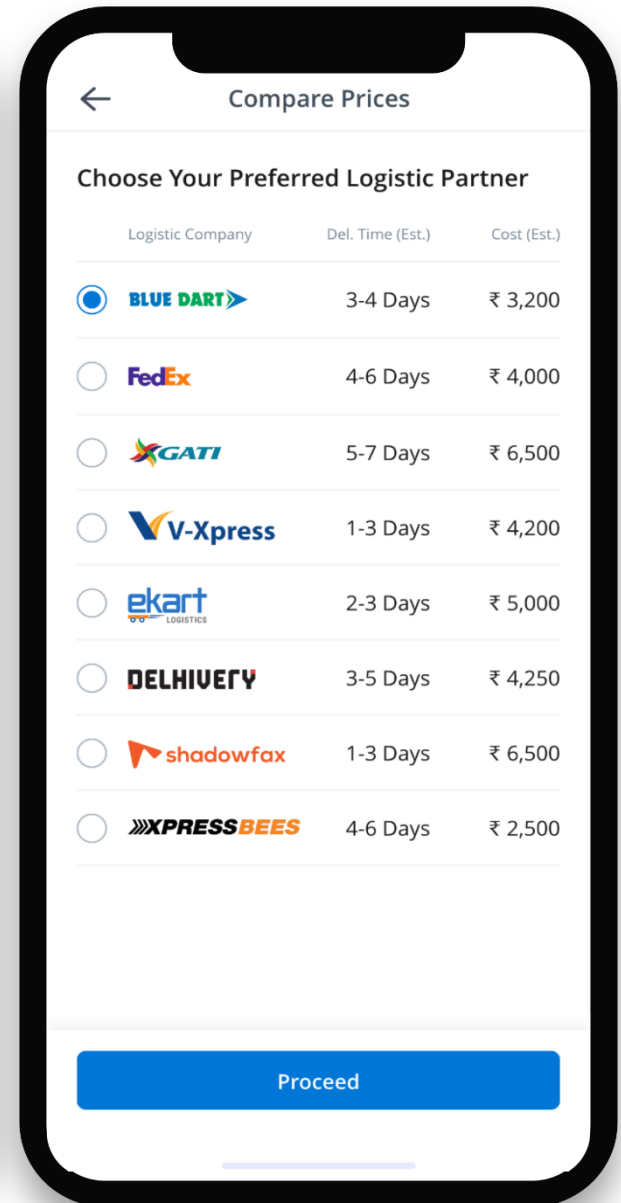 Compare Prices
Choose Your Preferred Logistic Partner
Logistic Company Del. Time (Est.) Cost (Est.)
BLUE DART 3-4 Days ₹ 3,200
FedEx 4-6 Days ₹ 4,000
GATI 5-7 Days ₹ 6,500
V-Xpress 1-3 Days ₹ 4,200
ekart LOGISTICS 2-3 Days ₹ 5,000
DELHIVERY 3-5 Days ₹ 4,250
shadowfax 1-3 Days ₹ 6,500
XPRESSBEES 4-6 Days ₹ 2,500
Proceed